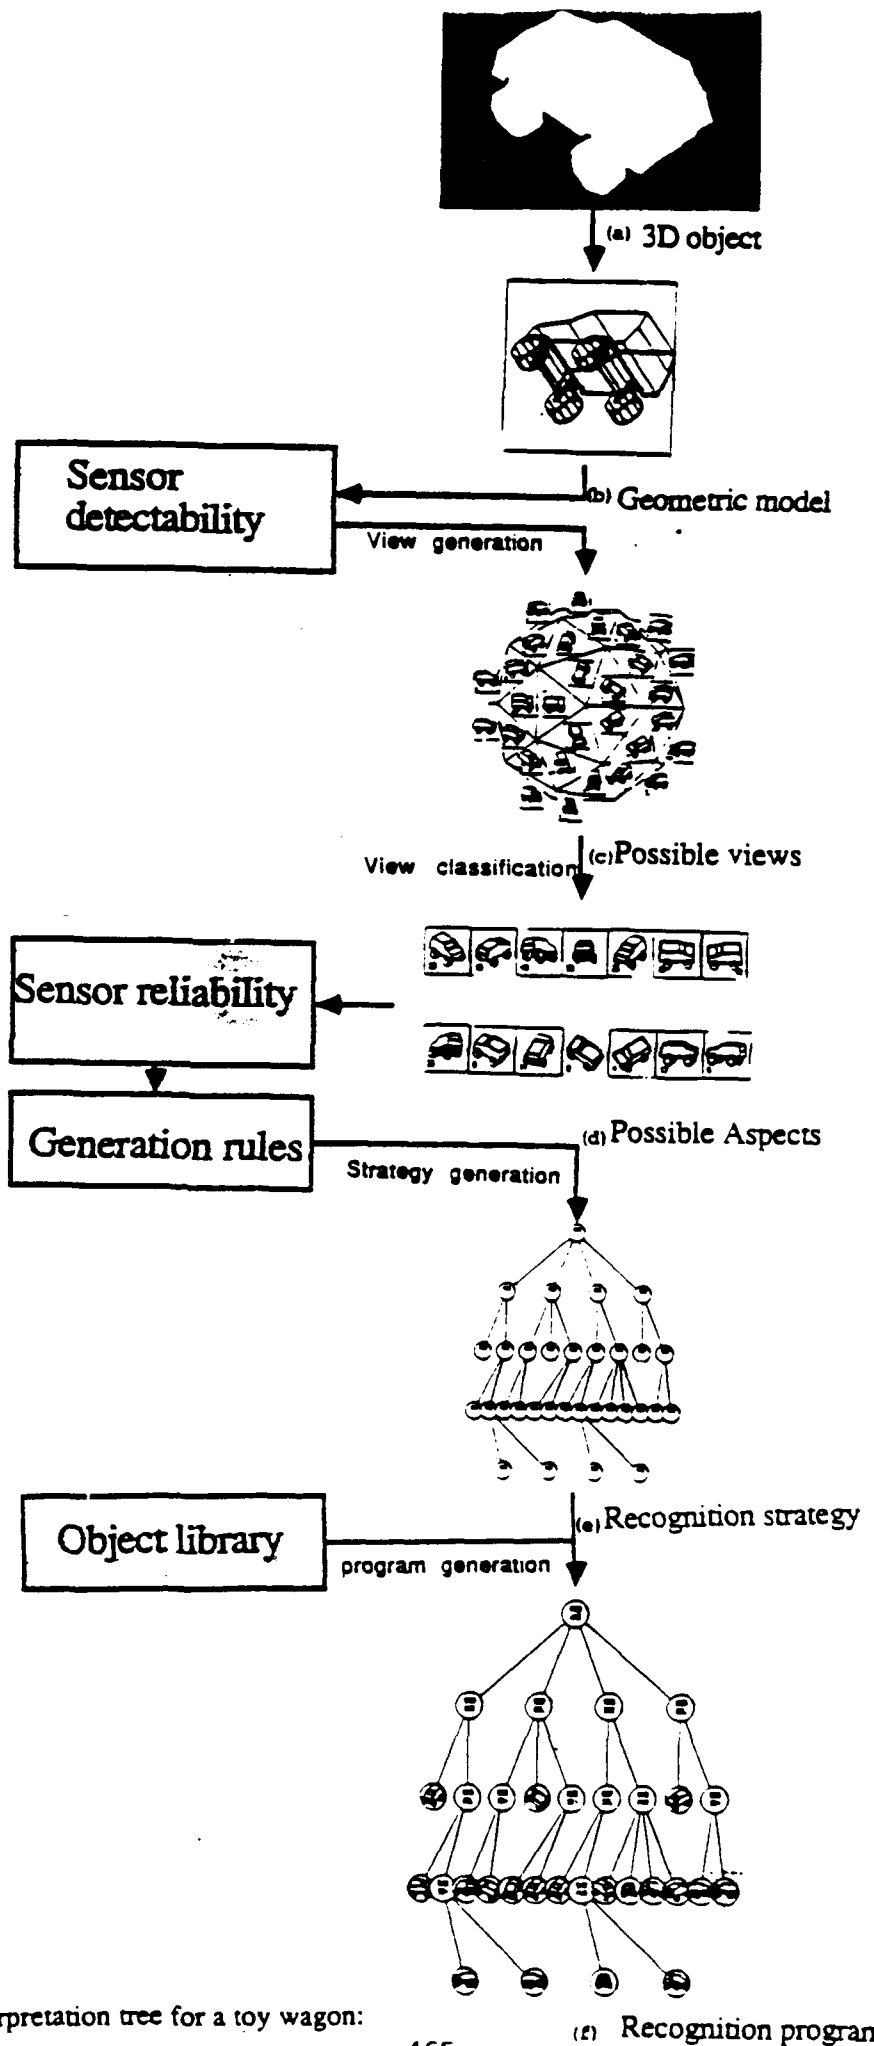 (a) 3D object
Sensor
detectability
(b) Geometric model
View generation
View classification
(c) Possible views
Sensor reliability
Generation rules
(d) Possible Aspects
Strategy generation
Object library
(e) Recognition strategy
program generation
rpretation tree for a toy wagon:
(f) Recognition program